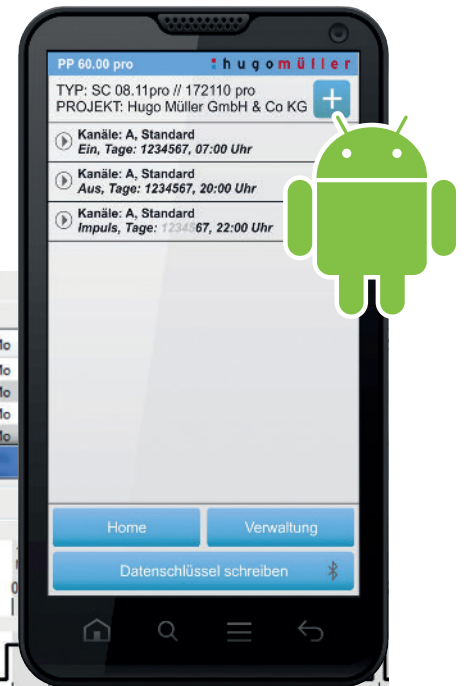 PP 60.00 pro
hugomüller
TYP: SC 08.11pro // 172110 pro
PROJEKT: Hugo Müller GmbH & Co KG
+
Kanäle: A, Standard
Ein, Tage: 1234567, 07:00 Uhr
Kanäle: A, Standard
Aus, Tage: 1234567, 20:00 Uhr
Kanäle: A, Standard
Impuls, Tage: 1234567, 22:00 Uhr
Home
Verwaltung
Datenschlüssel schreiben